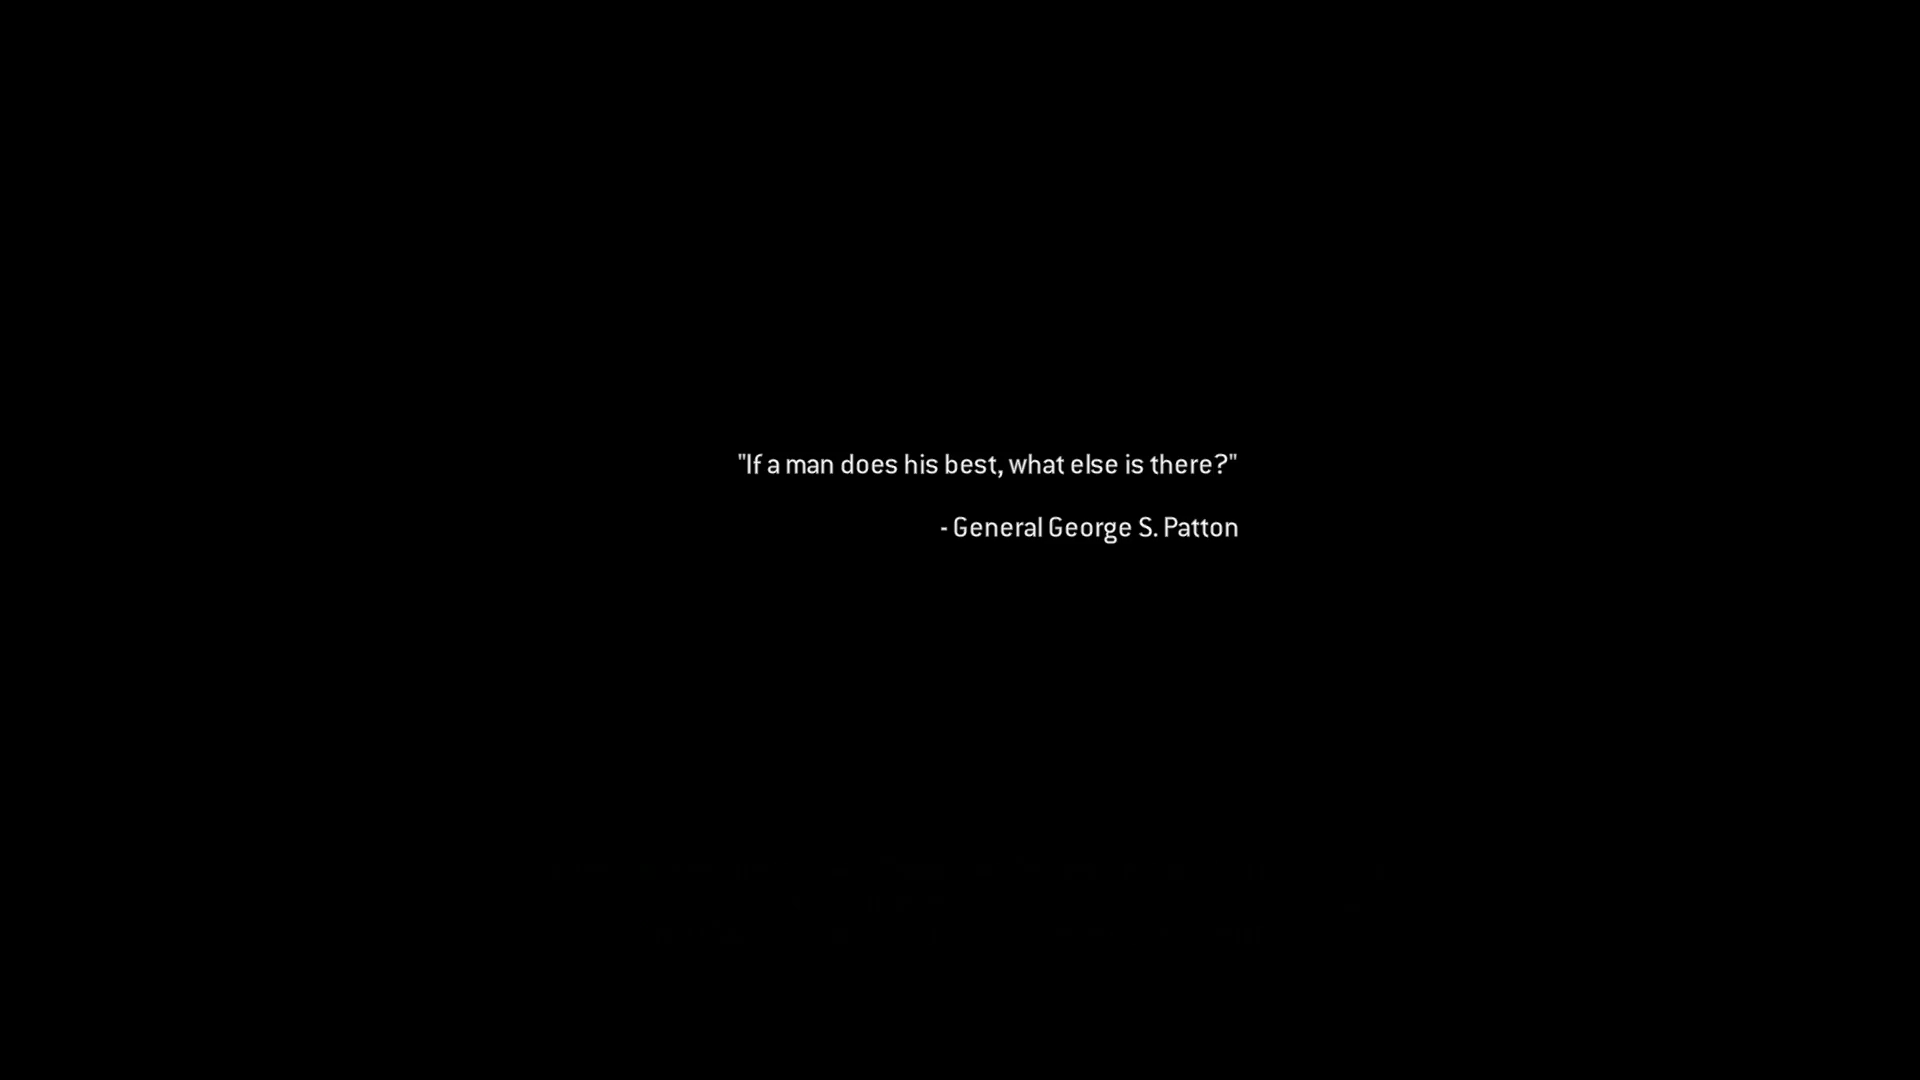 "If a man does his best, what else is there?"
- General George S. Patton